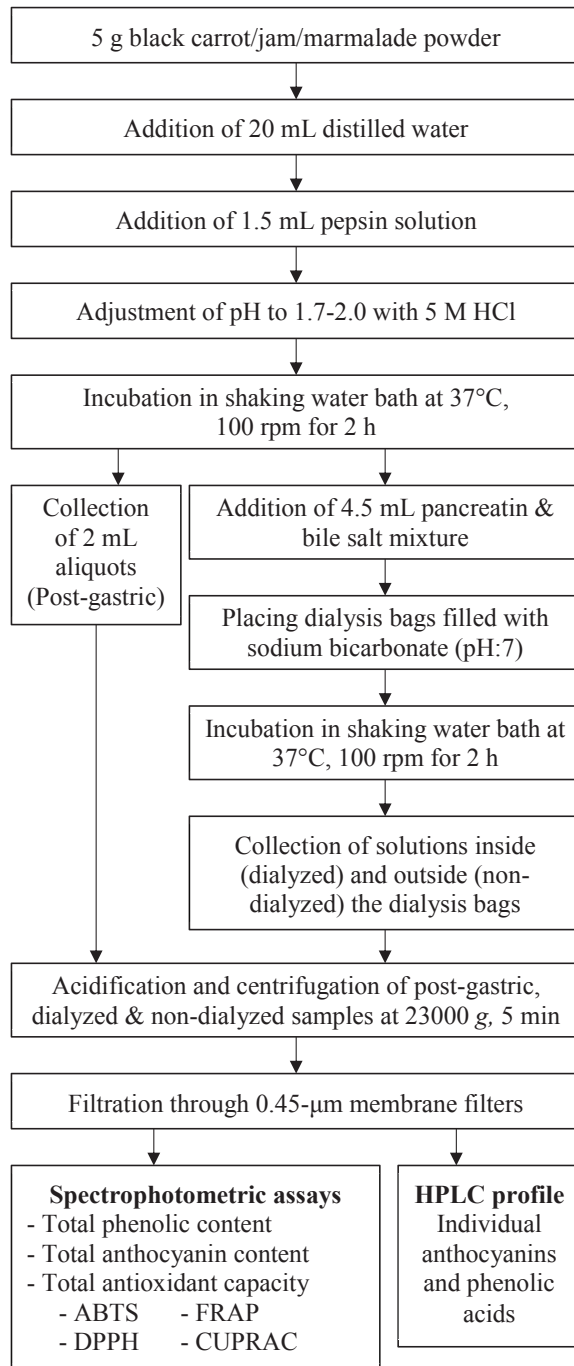 5 g black carrot/jam/marmalade powder
Addition of 20 mL distilled water
Addition of 1.5 mL pepsin solution
Adjustment of pH to 1.7-2.0 with 5 M HCl
Incubation in shaking water bath at 37°C,
100 rpm for 2 h
Collection
of 2 mL
aliquots
(Post-gastric)
Addition of 4.5 mL pancreatin &
bile salt mixture
Placing dialysis bags filled with
sodium bicarbonate (pH:7)
Incubation in shaking water bath at
37°C, 100 rpm for 2 h
Collection of solutions inside
(dialyzed) and outside (non-
dialyzed) the dialysis bags
Acidification and centrifugation of post-gastric,
dialyzed & non-dialyzed samples at 23000 g, 5 min
Filtration through 0.45-μm membrane filters
Spectrophotometric assays
- Total phenolic content
- Total anthocyanin content
- Total antioxidant capacity
- ABTS - FRAP
- DPPH - CUPRAC
HPLC profile
Individual
anthocyanins
and phenolic
acids